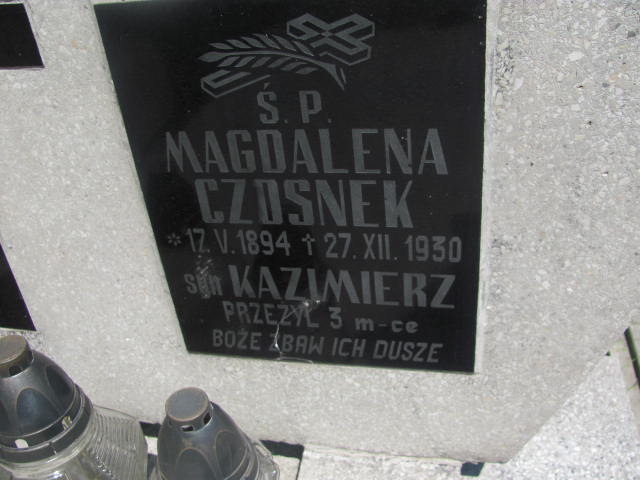 Ś. P.
MAGDALENA
CZOSNEK
* 17. V. 1894 † 27. XII. 1930
syn KAZIMIERZ
PRZEŻYŁ 3 m-ce
BOŻE ZBAW ICH DUSZE